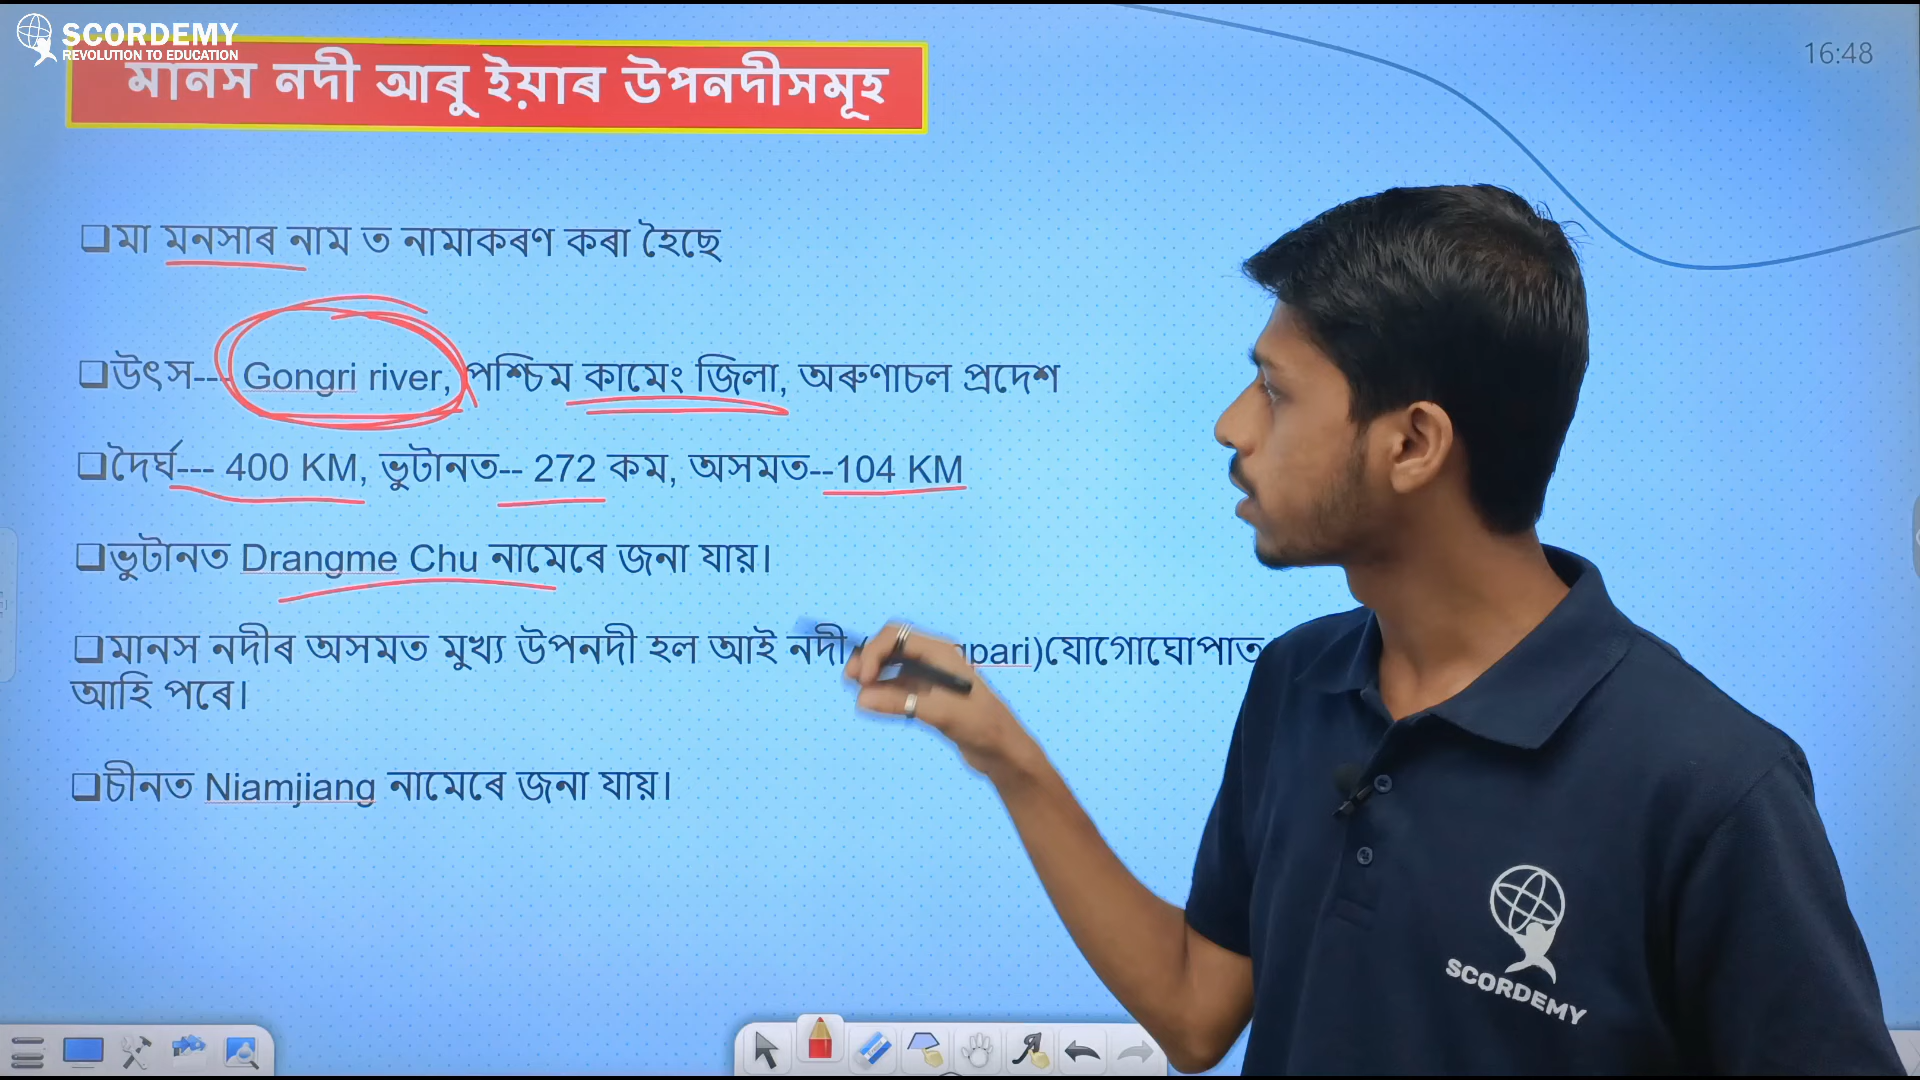 SCORDEMY
REVOLUTION TO EDUCATION
16:48
মানস নদী আৰু ইয়াৰ উপনদীসমূহ
মা মনসাৰ নাম ত নামাকৰণ কৰা হৈছে
উৎস--- Gongri river, পশ্চিম কামেং জিলা, অৰুণাচল প্ৰদেশ
দৈৰ্ঘ--- 400 KM, ভুটানত-- 272 কম, অসমত--104 KM
ভুটানত Drangme Chu নামেৰে জনা যায়।
মানস নদীৰ অসমত মুখ্য উপনদী হল আই নদী যোগোঘোপাত
আহি পৰে।
চীনত Niamjiang নামেৰে জনা যায়।
SCORDEMY